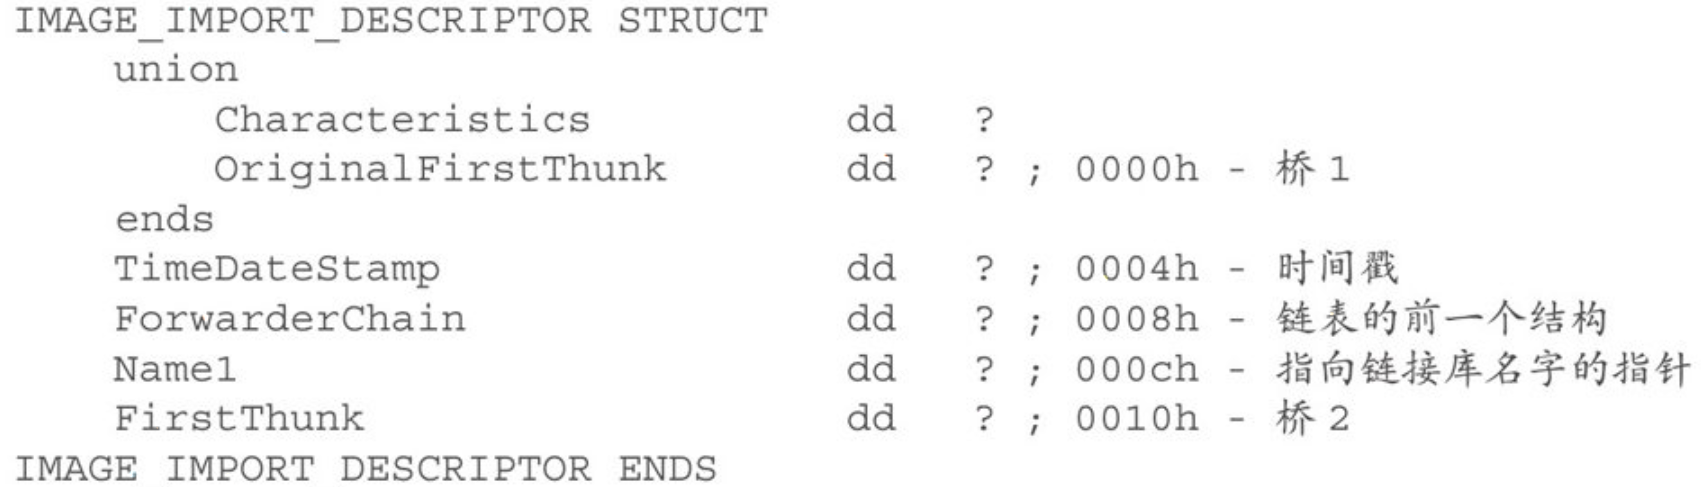 IMAGE_IMPORT_DESCRIPTOR STRUCT
union
Characteristics dd ?
OriginalFirstThunk dd ? ; 0000h - 桥1
ends
TimeDateStamp dd ? ; 0004h - 时间戳
ForwarderChain dd ? ; 0008h - 链表的前一个结构
Name1 dd ? ; 000ch - 指向链接库名字的指针
FirstThunk dd ? ; 0010h - 桥2
IMAGE_IMPORT_DESCRIPTOR ENDS